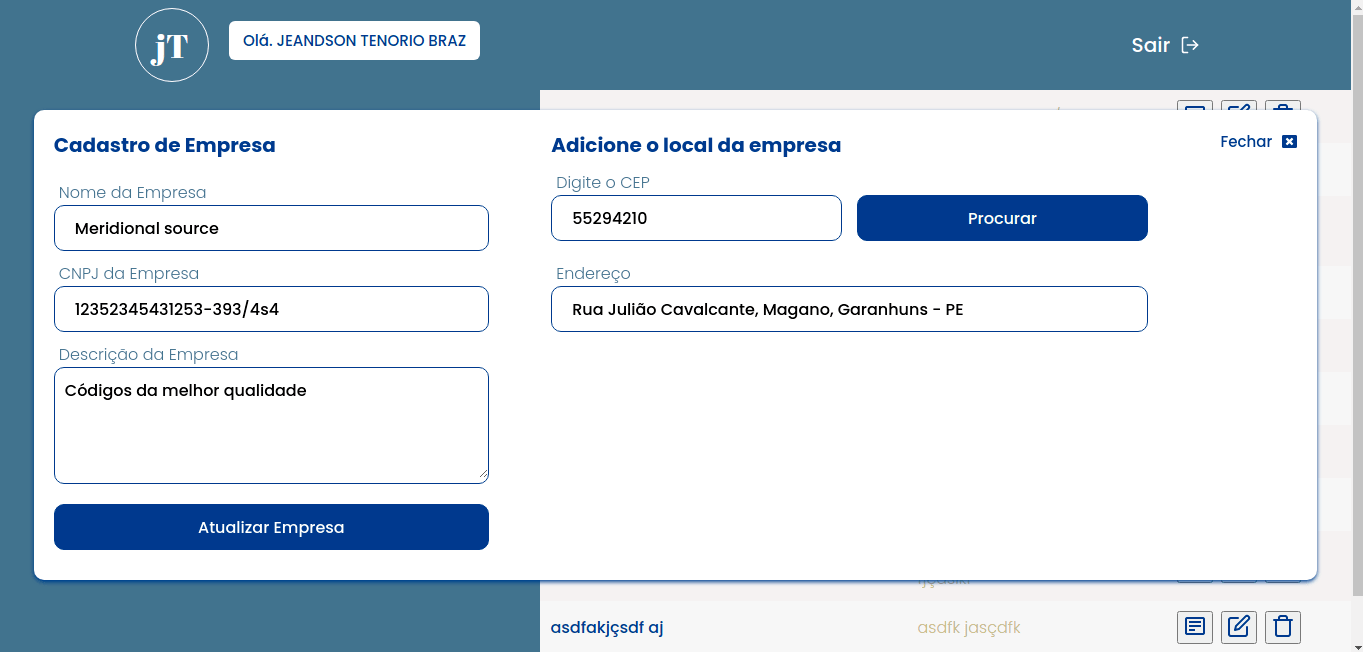 jT
Olá. JEANDSON TENORIO BRAZ
Sair
Cadastro de Empresa
Nome da Empresa
Meridional source
CNPJ da Empresa
12352345431253-393/4s4
Descrição da Empresa
Códigos da melhor qualidade
Atualizar Empresa
Adicione o local da empresa
Fechar
Digite o CEP
55294210
Procurar
Endereço
Rua Julião Cavalcante, Magano, Garanhuns - PE
asdfakjçsdf aj
asdfk jasçdfk